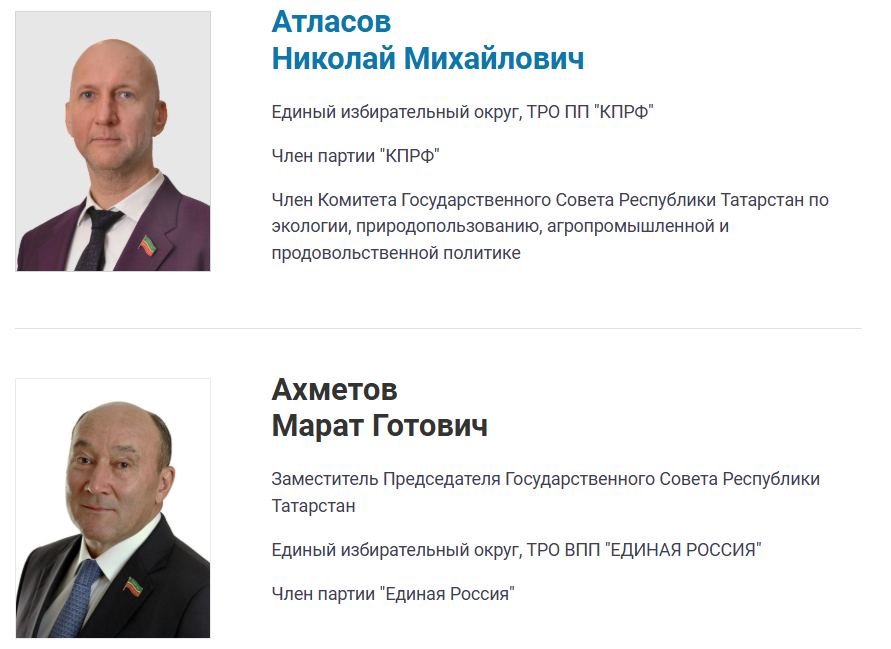 Атласов
Николай Михайлович
Единый избирательный округ, ТРО ПП "КПРФ"
Член партии "КПРФ"
Член Комитета Государственного Совета Республики Татарстан по
экологии, природопользованию, агропромышленной и
продовольственной политике
Ахметов
Марат Готович
Заместитель Председателя Государственного Совета Республики
Татарстан
Единый избирательный округ, ТРО ВПП "ЕДИНАЯ РОССИЯ"
Член партии "Единая Россия"